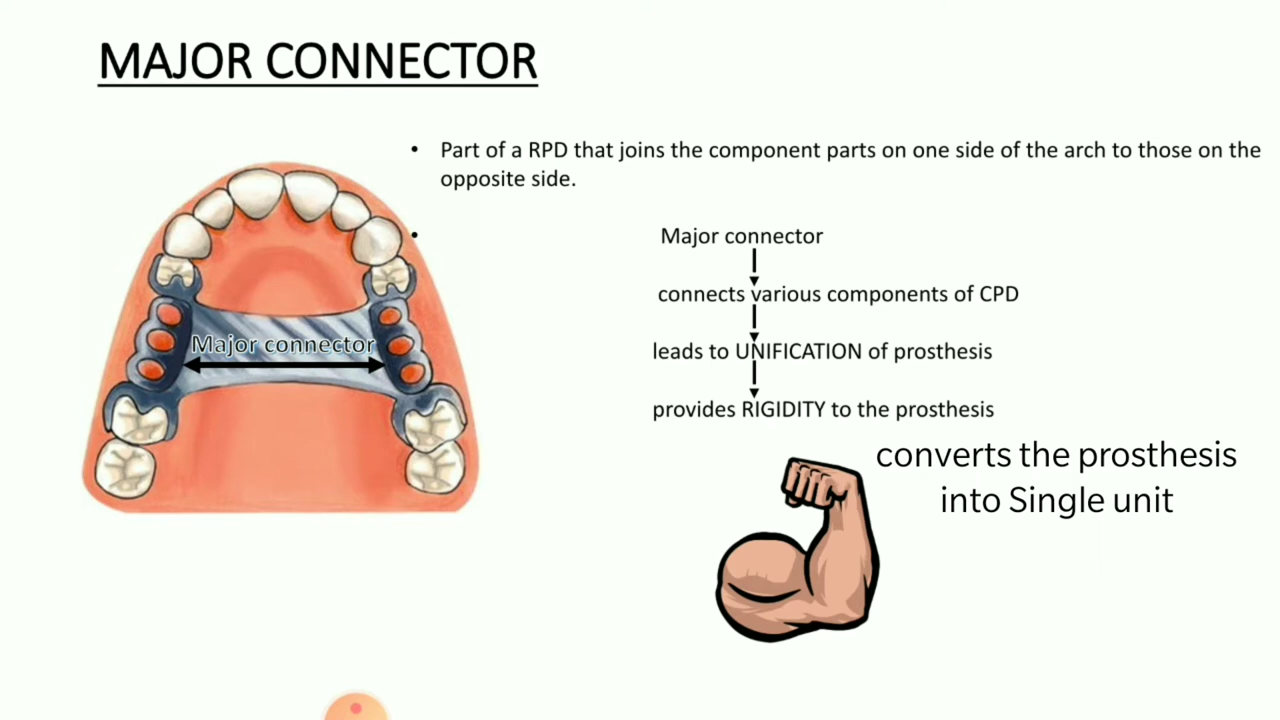 MAJOR CONNECTOR
• Part of a RPD that joins the component parts on one side of the arch to those on the
opposite side.
•
Major connector
connects various components of CPD
leads to UNIFICATION of prosthesis
provides RIGIDITY to the prosthesis
converts the prosthesis
into Single unit
Major connector